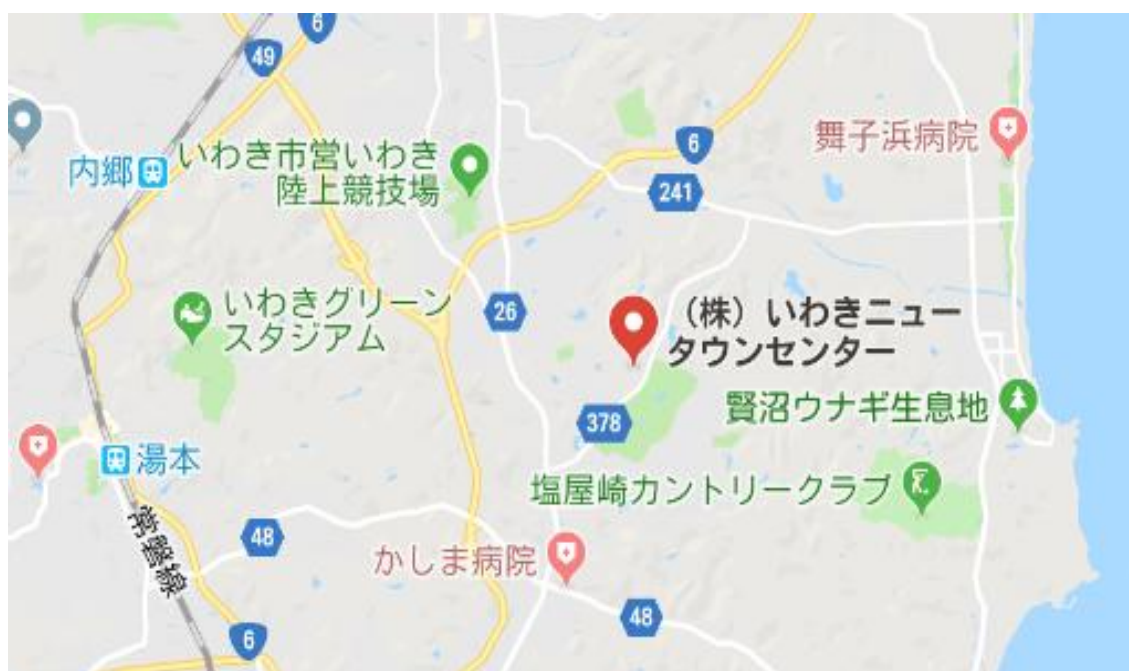 6
49
内郷
いわき市営いわき
陸上競技場
6
241
舞子浜病院
いわきグリーン
スタジアム
26
(株)いわきニュー
タウンセンター
378
賢沼ウナギ生息地
湯本
塩屋崎カントリークラブ
常磐線
48
かしま病院
48
6